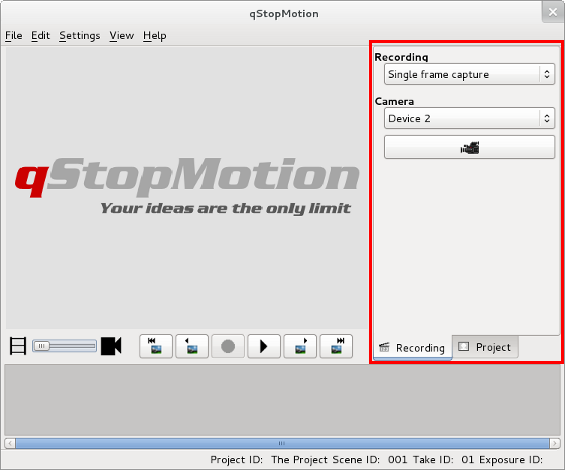 qStopMotion
File Edit Settings View Help
Recording
Single frame capture
Camera
Device 2
qStopMotion
Your ideas are the only limit
Recording
Project
Project ID: The Project Scene ID: 001 Take ID: 01 Exposure ID: